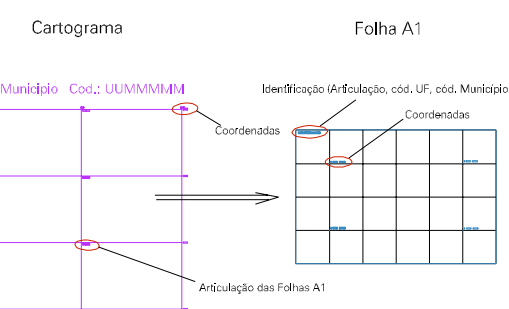 Cartograma
Folha A1
Município Cod.: UUMMMMM
Identificação (Articulação, cód. UF, cód. Município
Coordenadas
Coordenadas
Articulação das Folhas A1